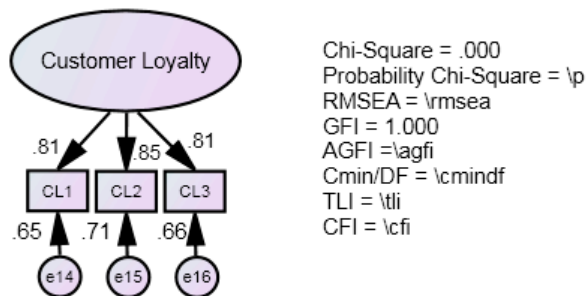 Customer Loyalty
.81
.85
.81
CL1
CL2
CL3
.65
.71
.66
e14
e15
e16
Chi-Square = .000
Probability Chi-Square = \p
RMSEA = \rmsea
GFI = 1.000
AGFI =\agfi
Cmin/DF = \cmindf
TLI = \tli
CFI = \cfi